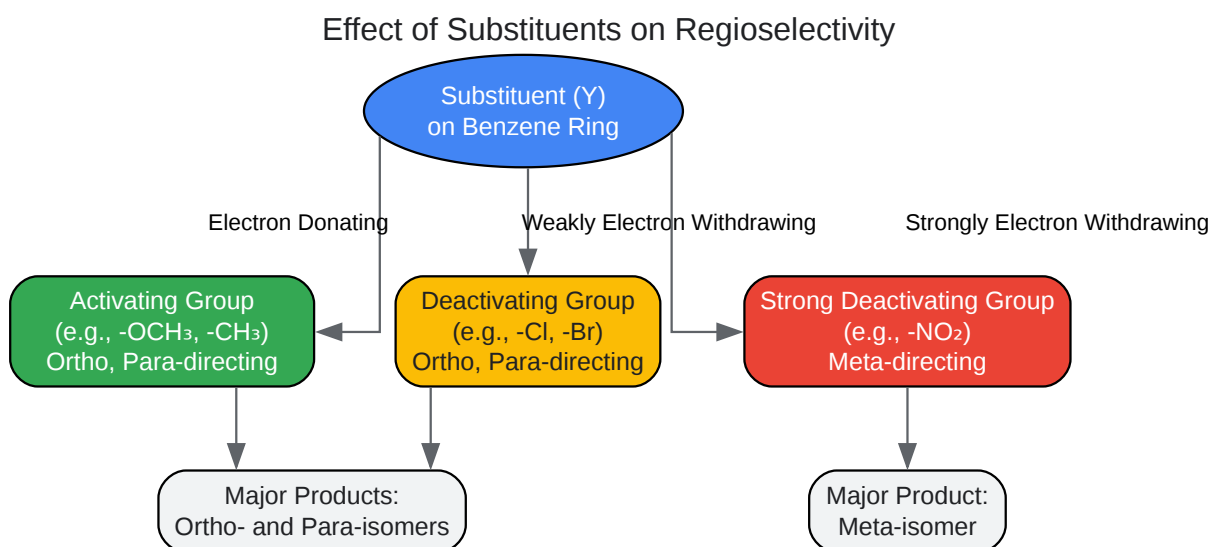 Effect of Substituents on Regioselectivity
Substituent (Y)
on Benzene Ring
Electron Donating
Weakly Electron Withdrawing
Strongly Electron Withdrawing
Activating Group
(e.g., -OCH₃, -CH₃)
Ortho, Para-directing
Deactivating Group
(e.g., -Cl, -Br)
Ortho, Para-directing
Strong Deactivating Group
(e.g., -NO₂)
Meta-directing
Major Products:
Ortho- and Para-isomers
Major Product:
Meta-isomer